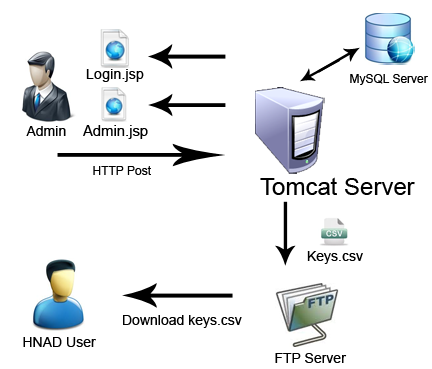 Login.jsp
MySQL Server
Admin
Admin.jsp
HTTP Post
Tomcat Server
CSV
Keys.csv
FTP
Download keys.csv
HNAD User
FTP Server